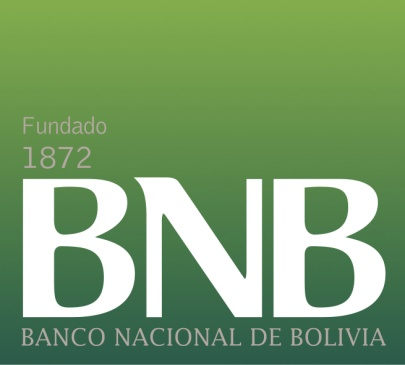 Fundado
1872
BNB
BANCO NACIONAL DE BOLIVIA